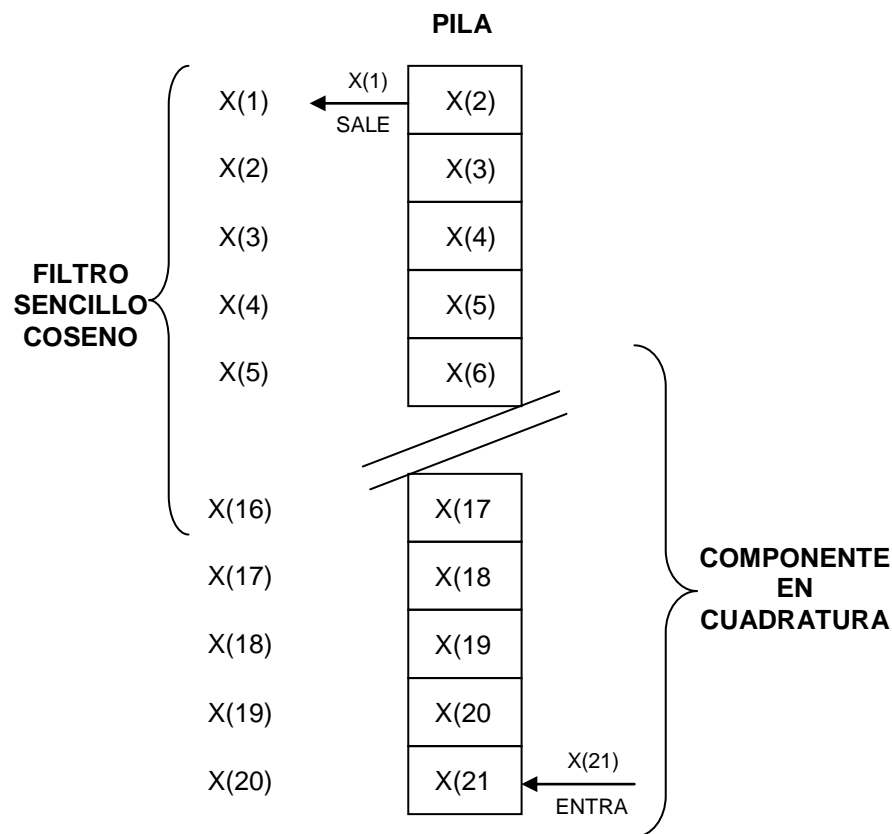 PILA
X(1)
X(1)
SALE
X(2)
X(2)
X(3)
X(3)
X(4)
FILTRO
SENCILLO
COSENO
X(4)
X(5)
X(5)
X(6)
X(16)
X(17
X(17)
X(18
X(18)
X(19
X(19)
X(20
X(20)
X(21
X(21)
ENTRA
COMPONENTE
EN
CUADRATURA